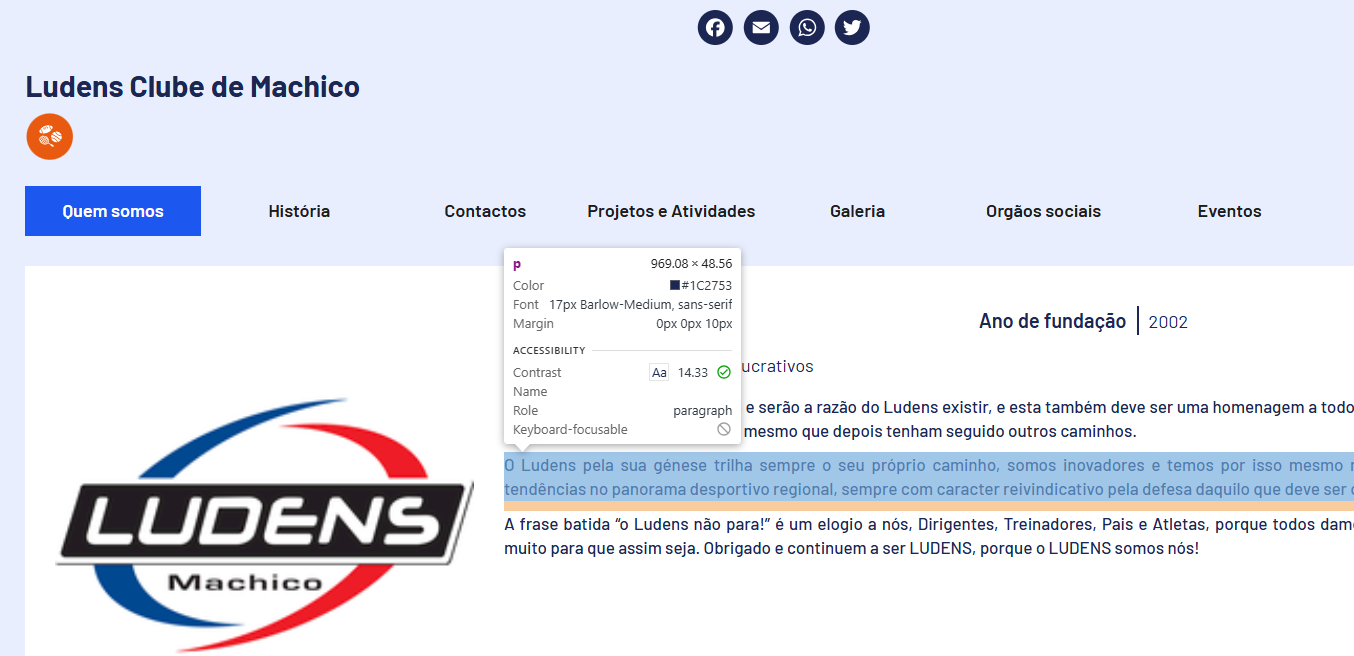 Ludens Clube de Machico
Quem somos
História
Contactos
Projetos e Atividades
Galeria
Orgãos sociais
Eventos
p 969.08 × 48.56
Color #1C2753
Font 17px Barlow-Medium, sans-serif
Margin 0px 0px 10px
ACCESSIBILITY
Contrast Aa 14.33
Name
Role paragraph
Keyboard-focusable
Ano de fundação 2002
ucrativos
e serão a razão do Ludens existir, e esta também deve ser uma homenagem a todo
mesmo que depois tenham seguido outros caminhos.
O Ludens pela sua génese trilha sempre o seu próprio caminho, somos inovadores e temos por isso mesmo
tendências no panorama desportivo regional, sempre com caracter reivindicativo pela defesa daquilo que deve ser
A frase batida “o Ludens não para!” é um elogio a nós, Dirigentes, Treinadores, Pais e Atletas, porque todos dam
muito para que assim seja. Obrigado e continuem a ser LUDENS, porque o LUDENS somos nós!
LUDENS
Machico